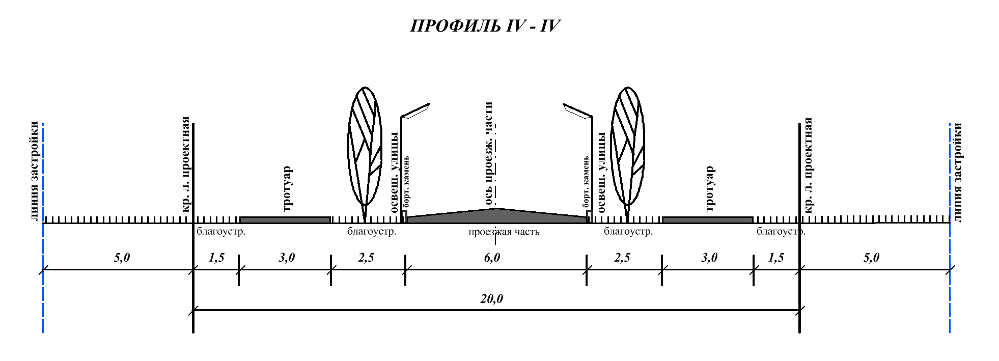 ПРОФИЛЬ IV - IV
линия застройки
кр. л. проектная
тротуар
освещ. улицы
борт. камень
ось проезж. части
борт. камень
освещ. улицы
тротуар
кр. л. проектная
линия застройки
благоустр.
благоустр.
проезжая часть
благоустр.
благоустр.
5,0
1,5
3,0
2,5
6,0
2,5
3,0
1,5
5,0
20,0